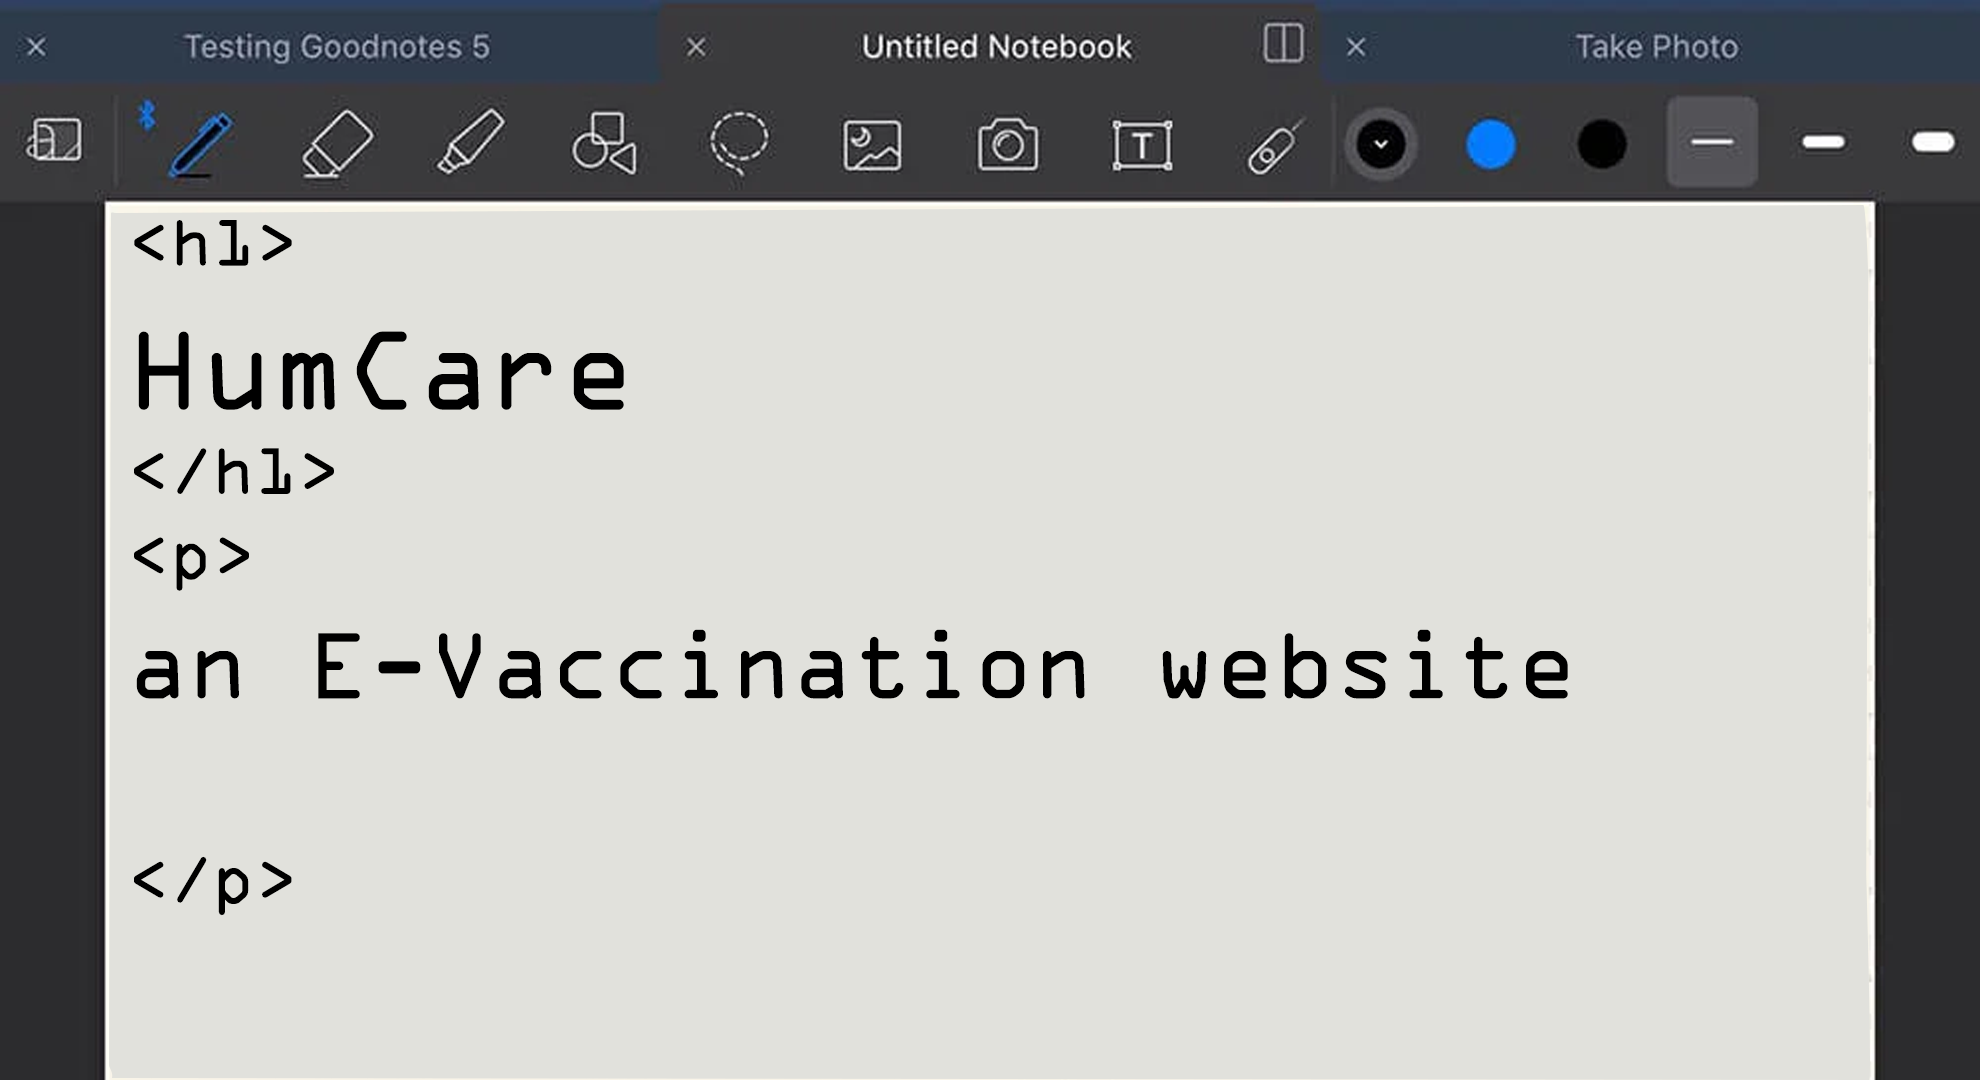 Testing Goodnotes 5
Untitled Notebook
Take Photo
T
<h1>
HumCare
</h1>
<p>
an E-Vaccination website
</p>